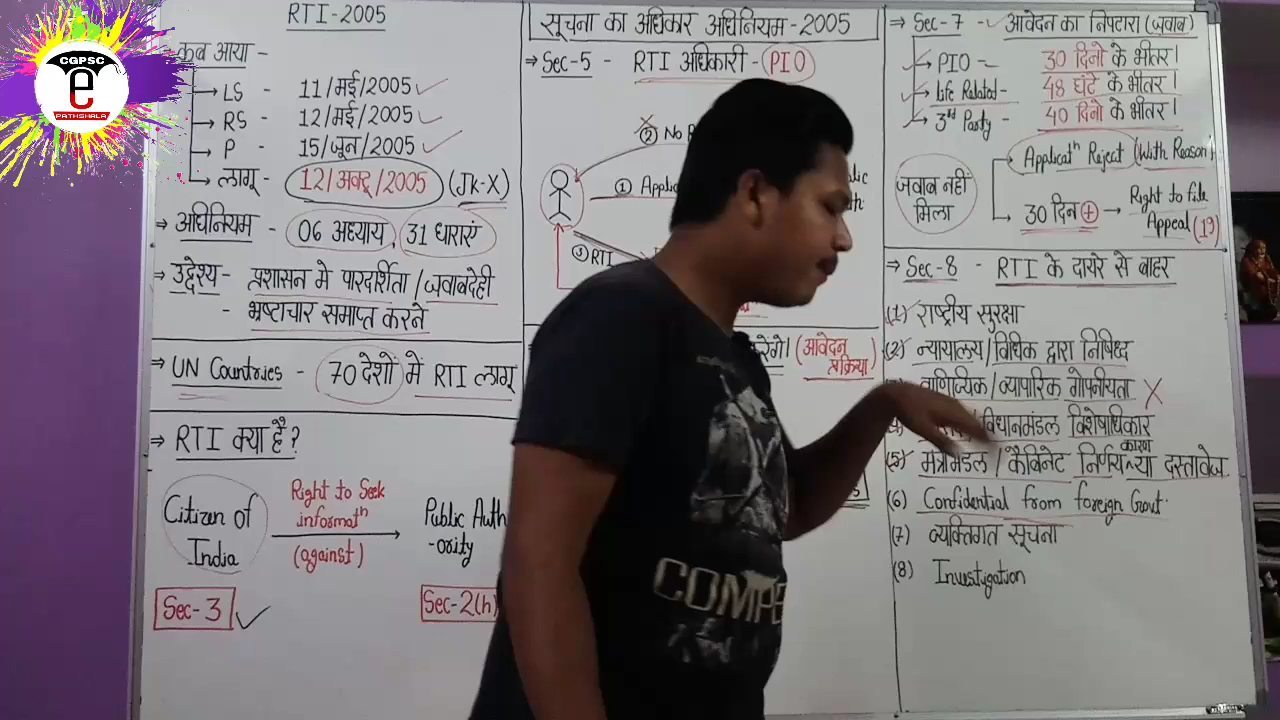 CGPSC
e
PATHSHALA
RTI-2005
⇒ कब आया -
→ LS - 11/मई/2005
→ RS - 12/मई/2005
→ P - 15/जून/2005
→ लागू - 12/अक्टू/2005 (JK-X)
⇒ अधिनियम - 06 अध्याय, 31 धाराएं
⇒ उद्देश्य - प्रशासन मे पारदर्शिता/जवाबदेही
- भ्रष्टाचार समाप्त करने
⇒ UN Countries - 70 देशों में RTI लागू
⇒ RTI क्या है?
Citizen of India
Right to Seek informatⁿ (against)
Public Auth-ority
Sec-3
Sec-2(h)
सूचना का अधिकार अधिनियम-2005
⇒ Sec-5 - RTI अधिकारी - PIO
② No
① Applic
③ RTI
करेंगे। (आवेदन प्रक्रिया)
⇒ Sec-7 - आवेदन का निपटारा (जवाब)
PIO - 30 दिनो के भीतर।
Life Related - 48 घंटे के भीतर।
3rd Party - 40 दिनो के भीतर।
जवाब नहीं मिला
Applicatⁿ Reject (With Reason)
30 दिन + → Right to file Appeal (19)
⇒ Sec-8 - RTI के दायरे से बाहर
(1) राष्ट्रीय सुरक्षा
(2) न्यायालय/विधिक द्वारा निषिध्द
वाणिज्यिक/व्यापारिक गोपनीयता X
विधानमंडल विशेषाधिकार
(5) मंत्रीमंडल/कैबिनेट निर्णय कारण या दस्तावेज
(6) Confidential from foreign Govt.
(7) व्यक्तिगत सूचना
(8) Investigation
COMPE